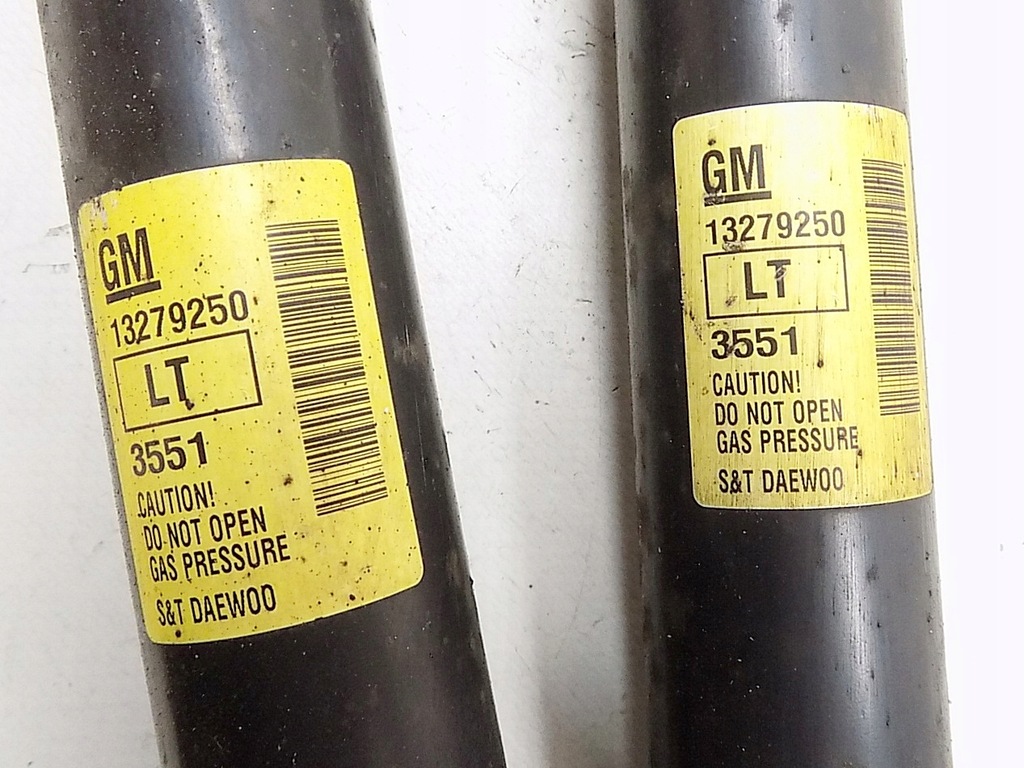 GM
13279250
LT
3551
CAUTION!
DO NOT OPEN
GAS PRESSURE
S&T DAEWOO
GM
13279250
LT
3551
CAUTION!
DO NOT OPEN
GAS PRESSURE
S&T DAEWOO